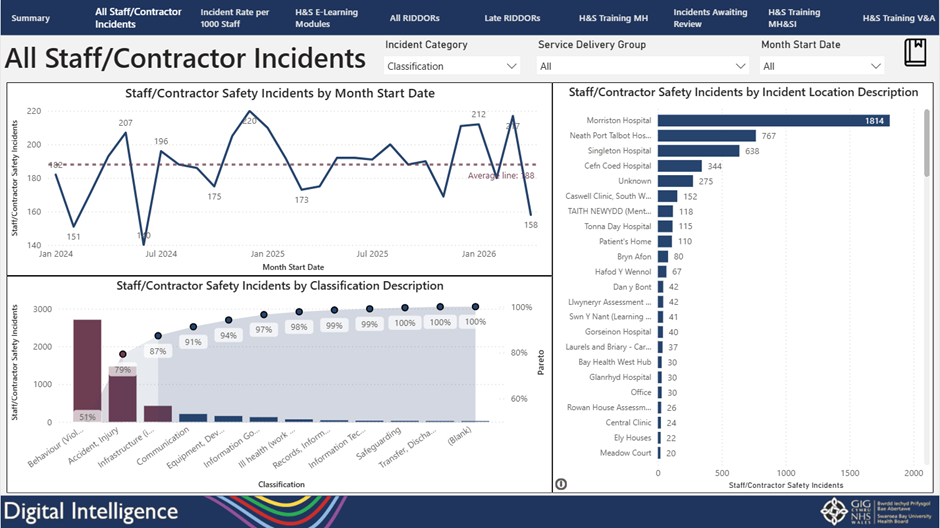 Summary
All Staff/Contractor
Incidents
Incident Rate per
1000 Staff
H&S E-Learning
Modules
All RIDDORs
Late RIDDORs
H&S Training MH
Incidents Awaiting
Review
H&S Training
MH&SI
H&S Training V&A
All Staff/Contractor Incidents
Incident Category
Classification
Service Delivery Group
All
Month Start Date
All
Staff/Contractor Safety Incidents by Month Start Date
Staff/Contractor Safety Incidents
220
200
180
160
140
182
151
207
140
196
175
220
173
212
217
158
Average line: 188
Jan 2024
Jul 2024
Jan 2025
Jul 2025
Jan 2026
Month Start Date
Staff/Contractor Safety Incidents by Classification Description
Staff/Contractor Safety Incidents
3000
2000
1000
0
51%
79%
87%
91%
94%
97%
98%
99%
99%
100%
100%
100%
100%
80%
60%
Pareto
Behaviour (Viol...
Accident, Injury
Infrastructure (i...
Communication
Equipment, Dev...
Information Go...
Ill health (work ...
Records, Inform...
Information Tec...
Safeguarding
Transfer, Discha...
(Blank)
Classification
Staff/Contractor Safety Incidents by Incident Location Description
Morriston Hospital 1814
Neath Port Talbot Hos... 767
Singleton Hospital 638
Cefn Coed Hospital 344
Unknown 275
Caswell Clinic, South W... 152
TAITH NEWYDD (Ment... 118
Tonna Day Hospital 115
Patient's Home 110
Bryn Afon 80
Hafod Y Wennol 67
Dan y Bont 42
Llwyneryr Assessment ... 42
Swn Y Nant (Learning ... 41
Gorseinon Hospital 40
Laurels and Briary - Car... 37
Bay Health West Hub 30
Glanrhyd Hospital 30
Office 30
Rowan House Assessm... 26
Central Clinic 24
Ely Houses 22
Meadow Court 20
0
500
1000
1500
2000
Staff/Contractor Safety Incidents
Digital Intelligence
GIG
CYMRU
NHS
WALES
Bwrdd Iechyd Prifysgol
Bae Abertawe
Swansea Bay University
Health Board